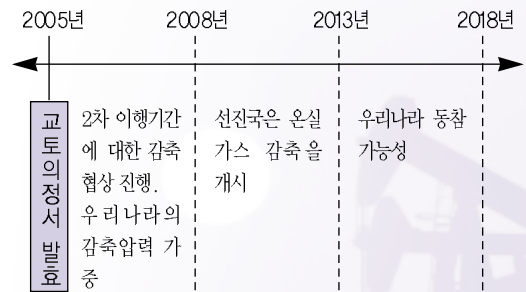 2005년 2008년 2013년 2018년
교토의정서 발효
2차 이행기간
에 대한 감축
협상 진행.
우리나라의
감축압력 가
중
선진국은 온실
가스 감축을
개시
우리나라 동참
가능성